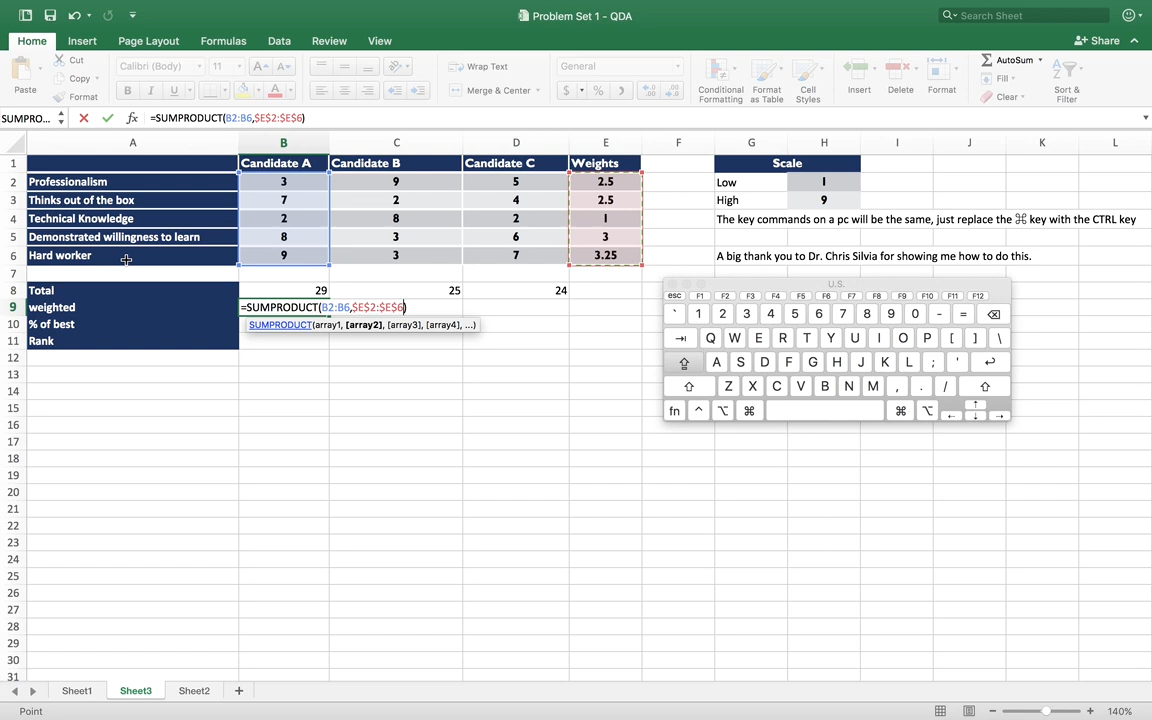 Problem Set 1 - QDA
Search Sheet
Home Insert Page Layout Formulas Data Review View
Share
Paste
Cut
Copy
Format
Calibri (Body) 11
Wrap Text
Merge & Center
General
Conditional Formatting
Format as Table
Cell Styles
Insert
Delete
Format
AutoSum
Fill
Clear
Sort & Filter
SUMPRO... fx =SUMPRODUCT(B2:B6,$E$2:$E$6)
A B C D E F G H I J K L
1 Candidate A Candidate B Candidate C Weights Scale
2 Professionalism 3 9 5 2.5 Low 1
3 Thinks out of the box 7 2 4 2.5 High 9
4 Technical Knowledge 2 8 2 1 The key commands on a pc will be the same, just replace the ⌘ key with the CTRL key
5 Demonstrated willingness to learn 8 3 6 3
6 Hard worker 9 3 7 3.25 A big thank you to Dr. Chris Silvia for showing me how to do this.
7
8 Total 29 25 24
9 weighted =SUMPRODUCT(B2:B6,$E$2:$E$6)
10 % of best SUMPRODUCT(array1, [array2], [array3], [array4], ...)
11 Rank
12
13
14
15
16
17
18
19
20
21
22
23
24
25
26
27
28
29
30
31
U.S.
esc F1 F2 F3 F4 F5 F6 F7 F8 F9 F10 F11 F12
` 1 2 3 4 5 6 7 8 9 0 - =
Q W E R T Y U I O P [ ] \
A S D F G H J K L ; '
Z X C V B N M , . /
fn ^ ⌥ ⌘ ⌘ ⌥
Sheet1 Sheet3 Sheet2 +
Point
140%